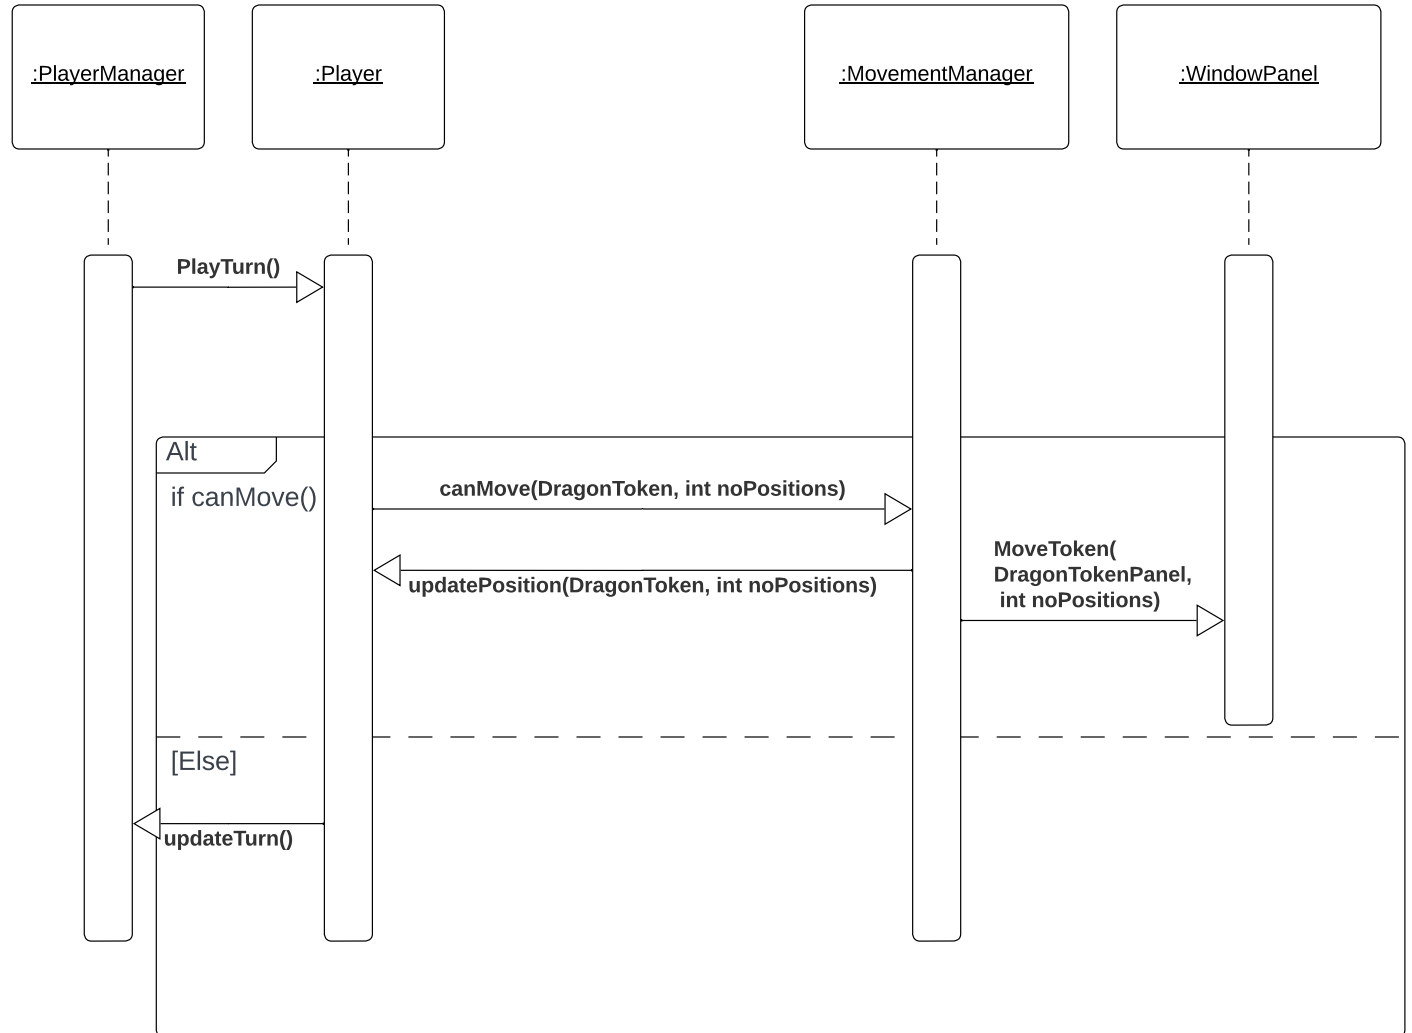 :PlayerManager
:Player
:MovementManager
:WindowPanel
PlayTurn()
Alt
if canMove()
canMove(DragonToken, int noPositions)
updatePosition(DragonToken, int noPositions)
MoveToken(
DragonTokenPanel,
int noPositions)
[Else]
updateTurn()